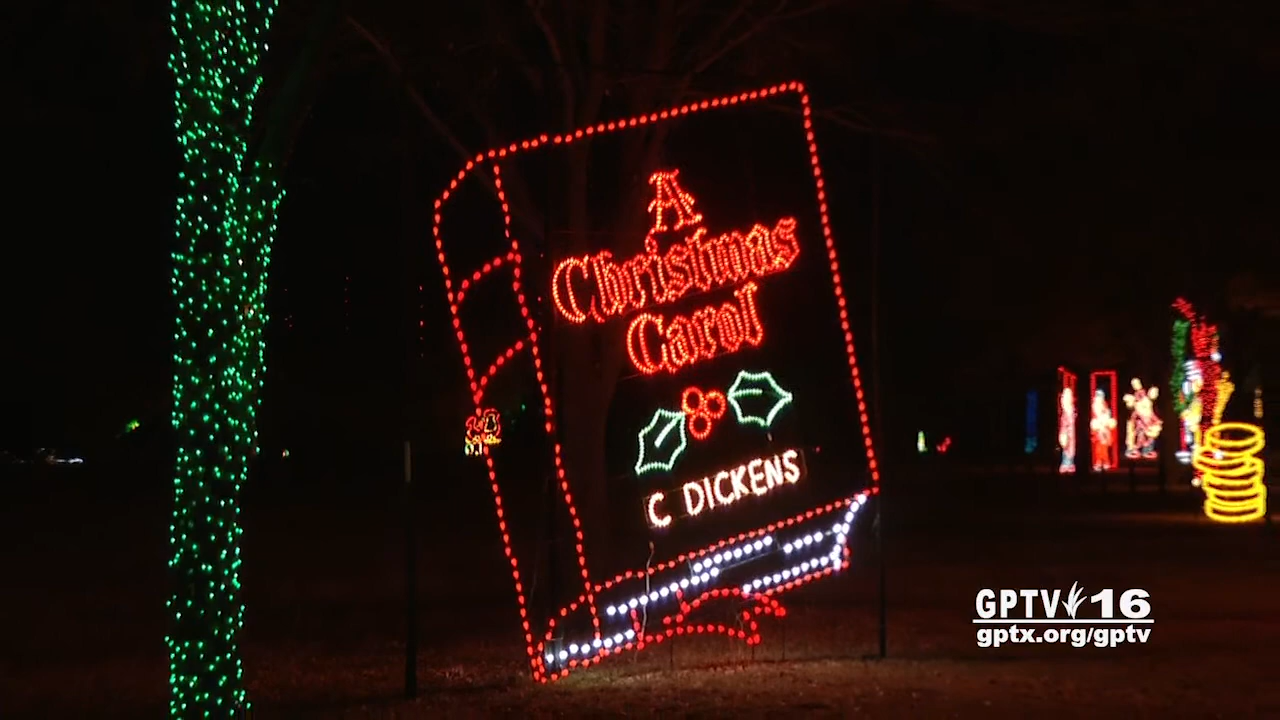 A
Christmas
Carol
C DICKENS
GPTV 16
gptx.org/gptv